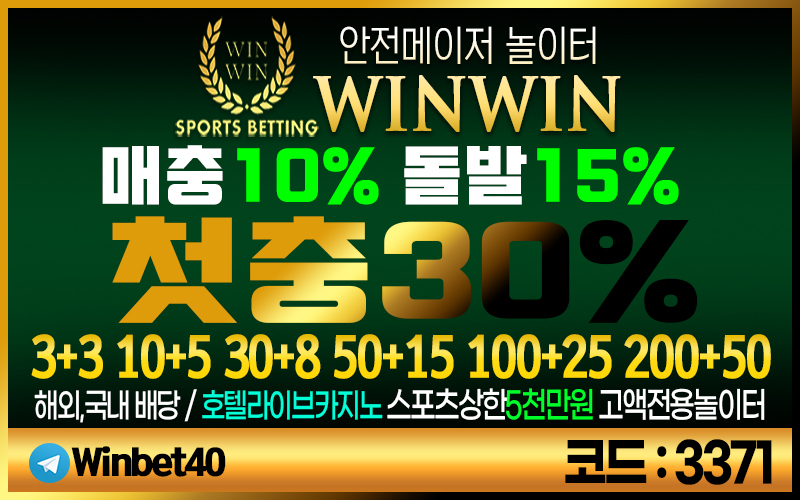 WIN
WIN
SPORTS BETTING
안전메이저 놀이터
WINWIN
매충10% 돌발15%
첫충30%
3+3 10+5 30+8 50+15 100+25 200+50
해외,국내 배당 / 호텔라이브카지노 스포츠상한5천만원 고액전용놀이터
Winbet40
코드 : 3371